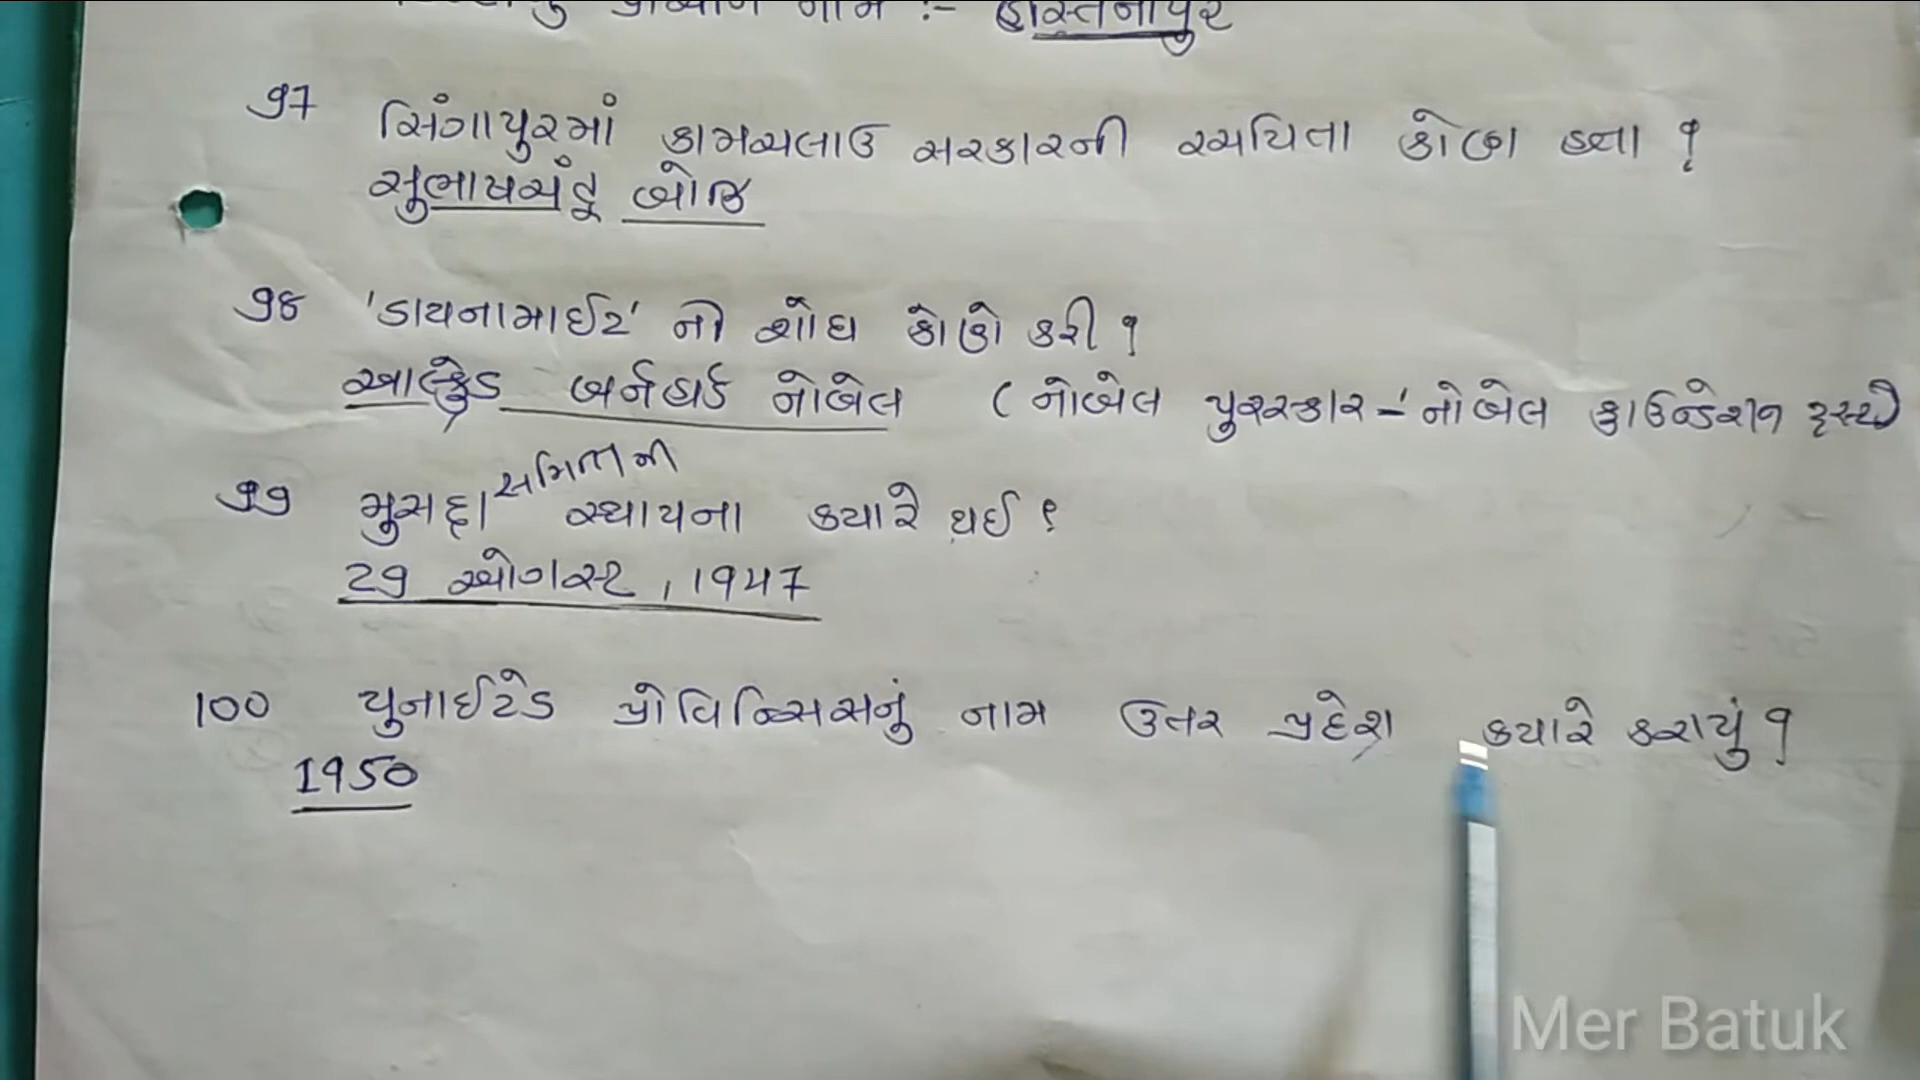 પ્રાચીન નામ :- હસ્તિનાપુર
97 સિંગાપુરમાં કામચલાઉ સરકારની રચયિતા કોણ હતા ?
સુભાષચંદ્ર બોઝ
98 'ડાયનામાઈટ' ની શોધ કોણે કરી ?
આલ્ફ્રેડ બર્નહાર્ડ નોબેલ ( નોબેલ પુરસ્કાર - 'નોબેલ ફાઉન્ડેશન ટ્રસ્ટી
99 મુસદ્દા સમિતિની સ્થાપના ક્યારે થઈ ?
29 ઓગસ્ટ, 1947
100 યુનાઈટેડ પ્રોવિન્સિસનું નામ ઉત્તર પ્રદેશ ક્યારે કરાયું ?
1950
Mer Batuk